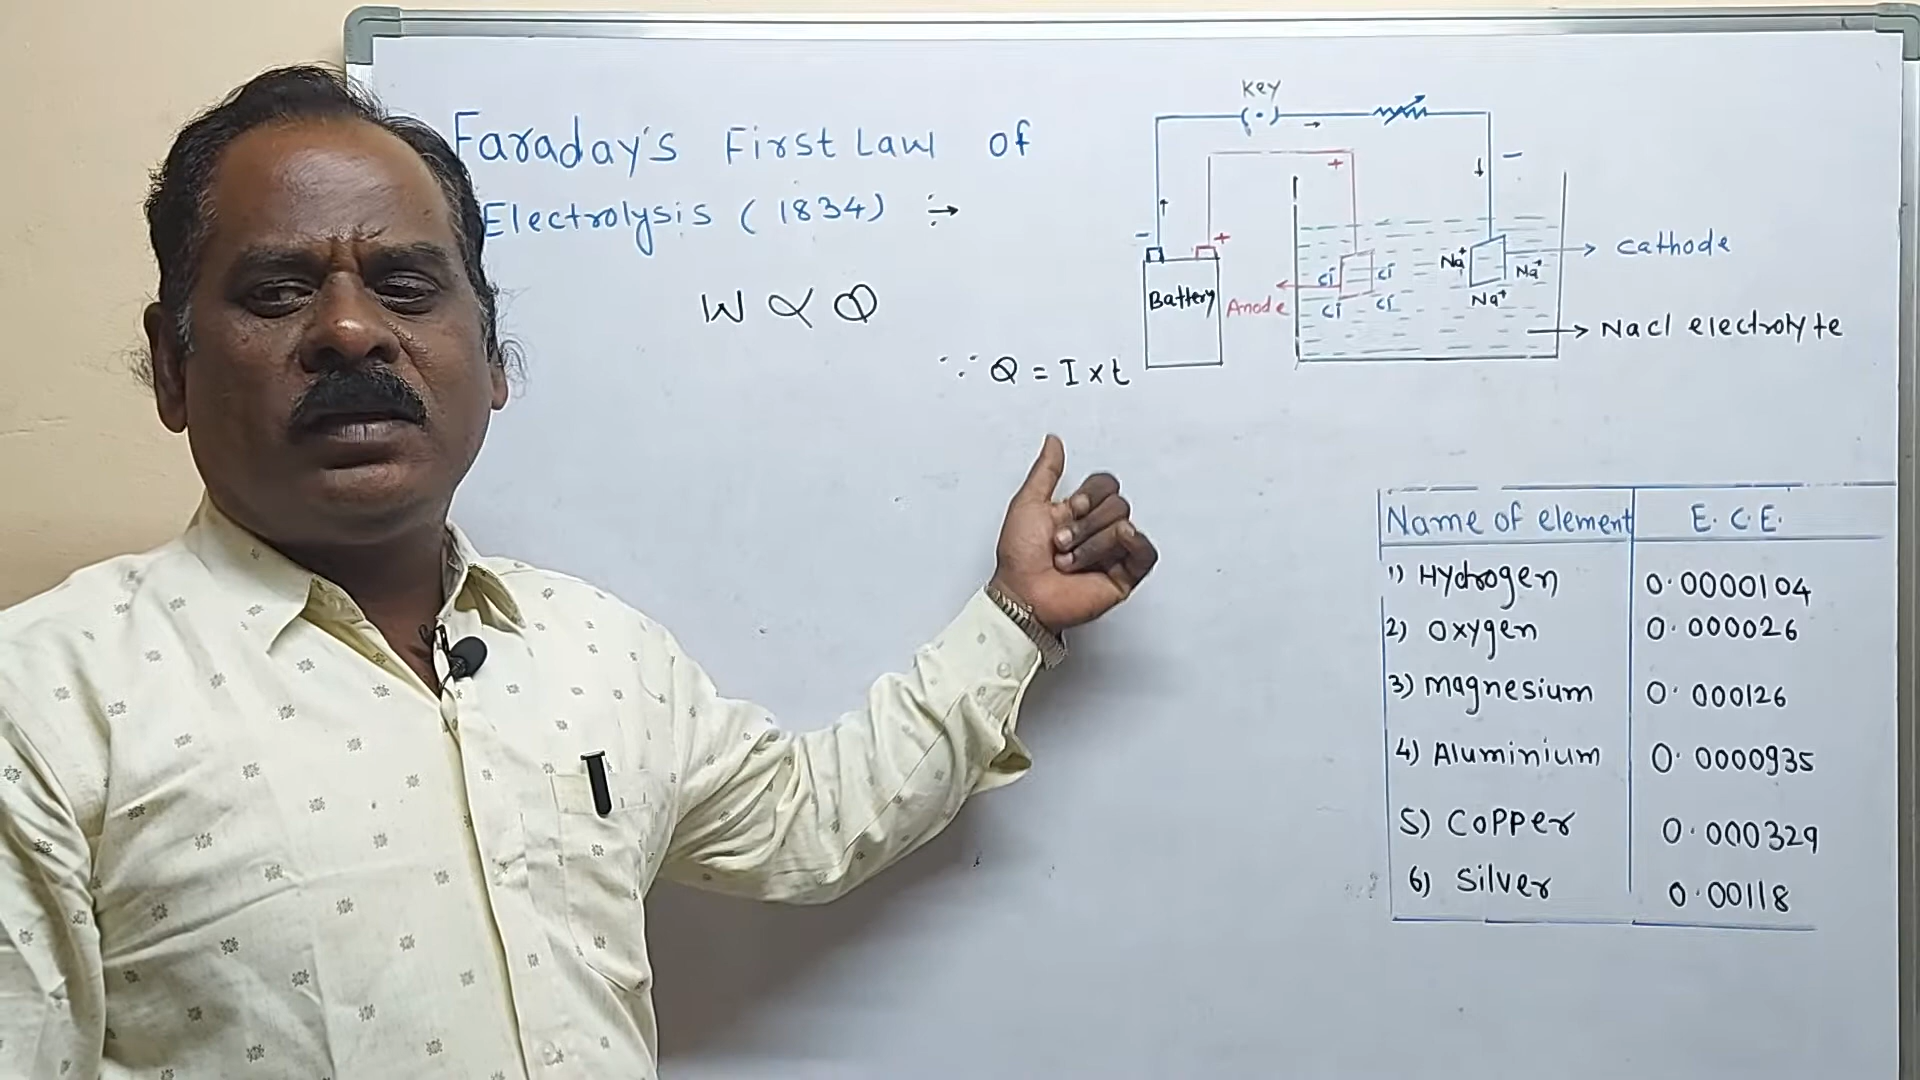 Faraday's First Law of
Electrolysis (1834) :→
W ∝ Q
∵ Q = I x t
Key
+
-
-
+
Battery
Anode
Cl⁻ Cl⁻
Cl⁻ Cl⁻
Na⁺ Na⁺
Na⁺
cathode
Nacl electrolyte
Name of element E. C. E.
1) Hydrogen 0.0000104
2) Oxygen 0.000026
3) Magnesium 0.000126
4) Aluminium 0.0000935
5) Copper 0.000329
6) Silver 0.00118